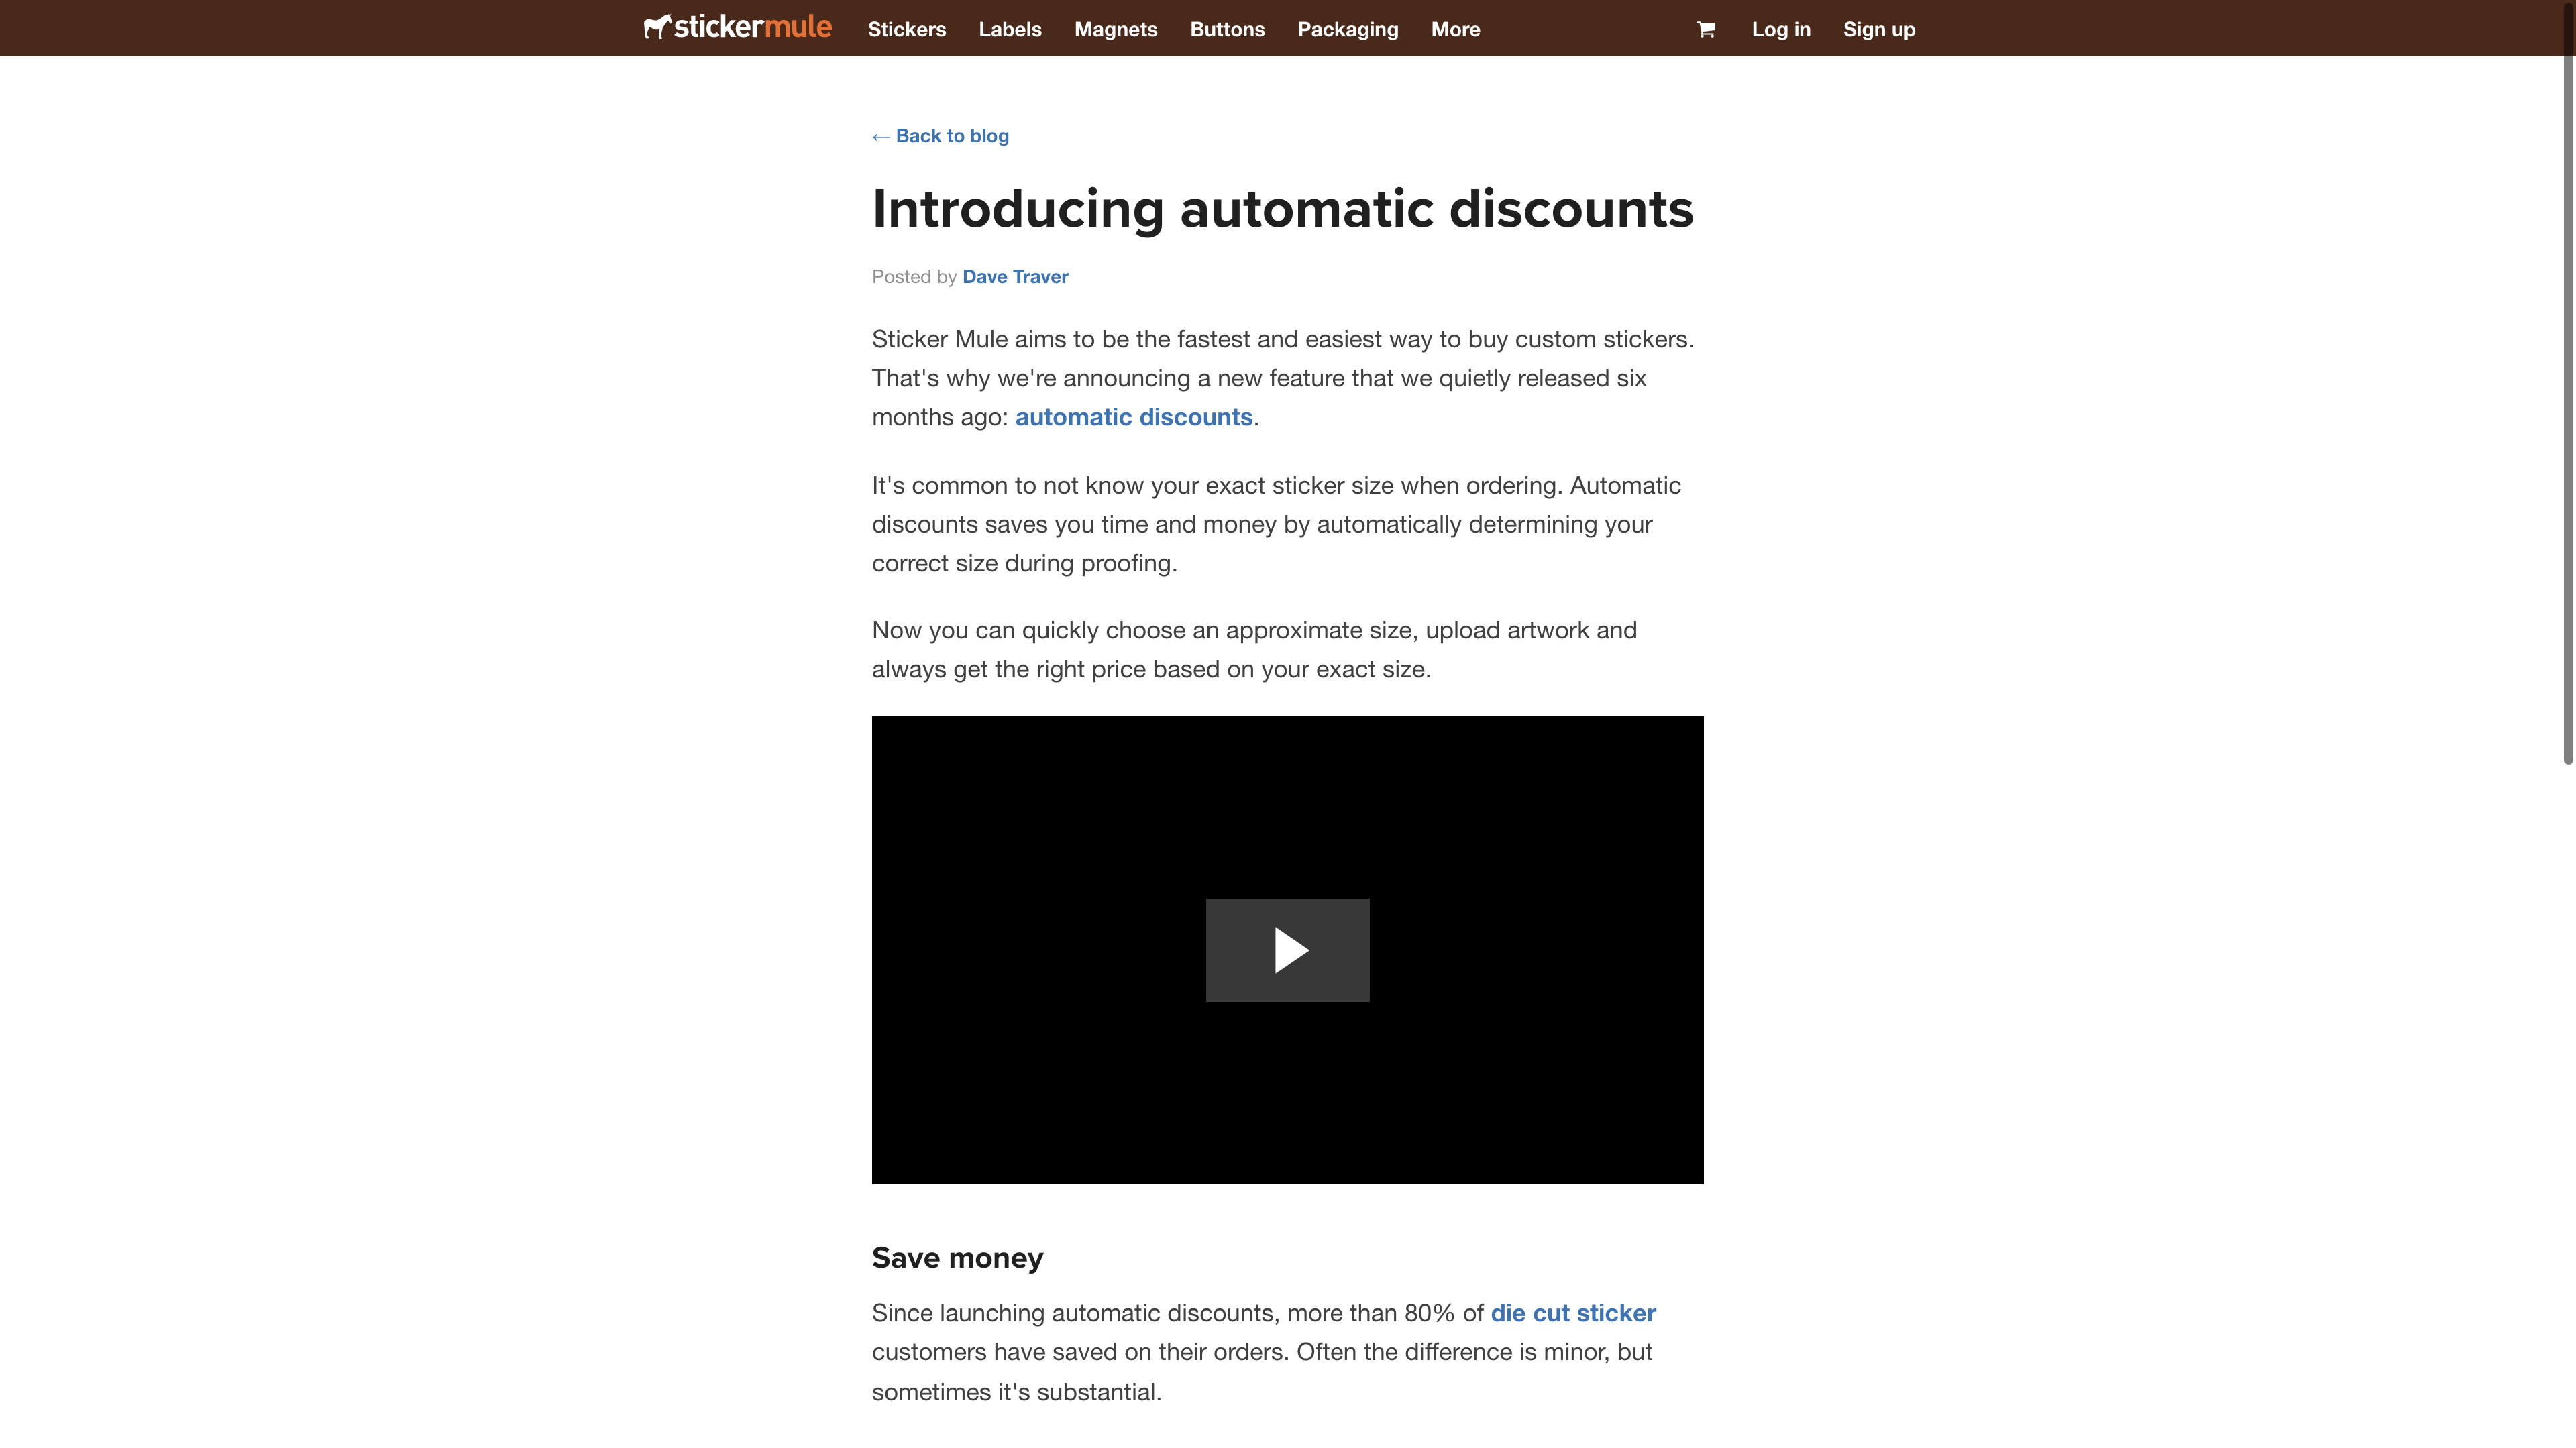 stickermule Stickers Labels Magnets Buttons Packaging More Log in Sign up
← Back to blog
Introducing automatic discounts
Posted by Dave Traver
Sticker Mule aims to be the fastest and easiest way to buy custom stickers.
That's why we're announcing a new feature that we quietly released six
months ago: automatic discounts.
It's common to not know your exact sticker size when ordering. Automatic
discounts saves you time and money by automatically determining your
correct size during proofing.
Now you can quickly choose an approximate size, upload artwork and
always get the right price based on your exact size.
Save money
Since launching automatic discounts, more than 80% of die cut sticker
customers have saved on their orders. Often the difference is minor, but
sometimes it's substantial.